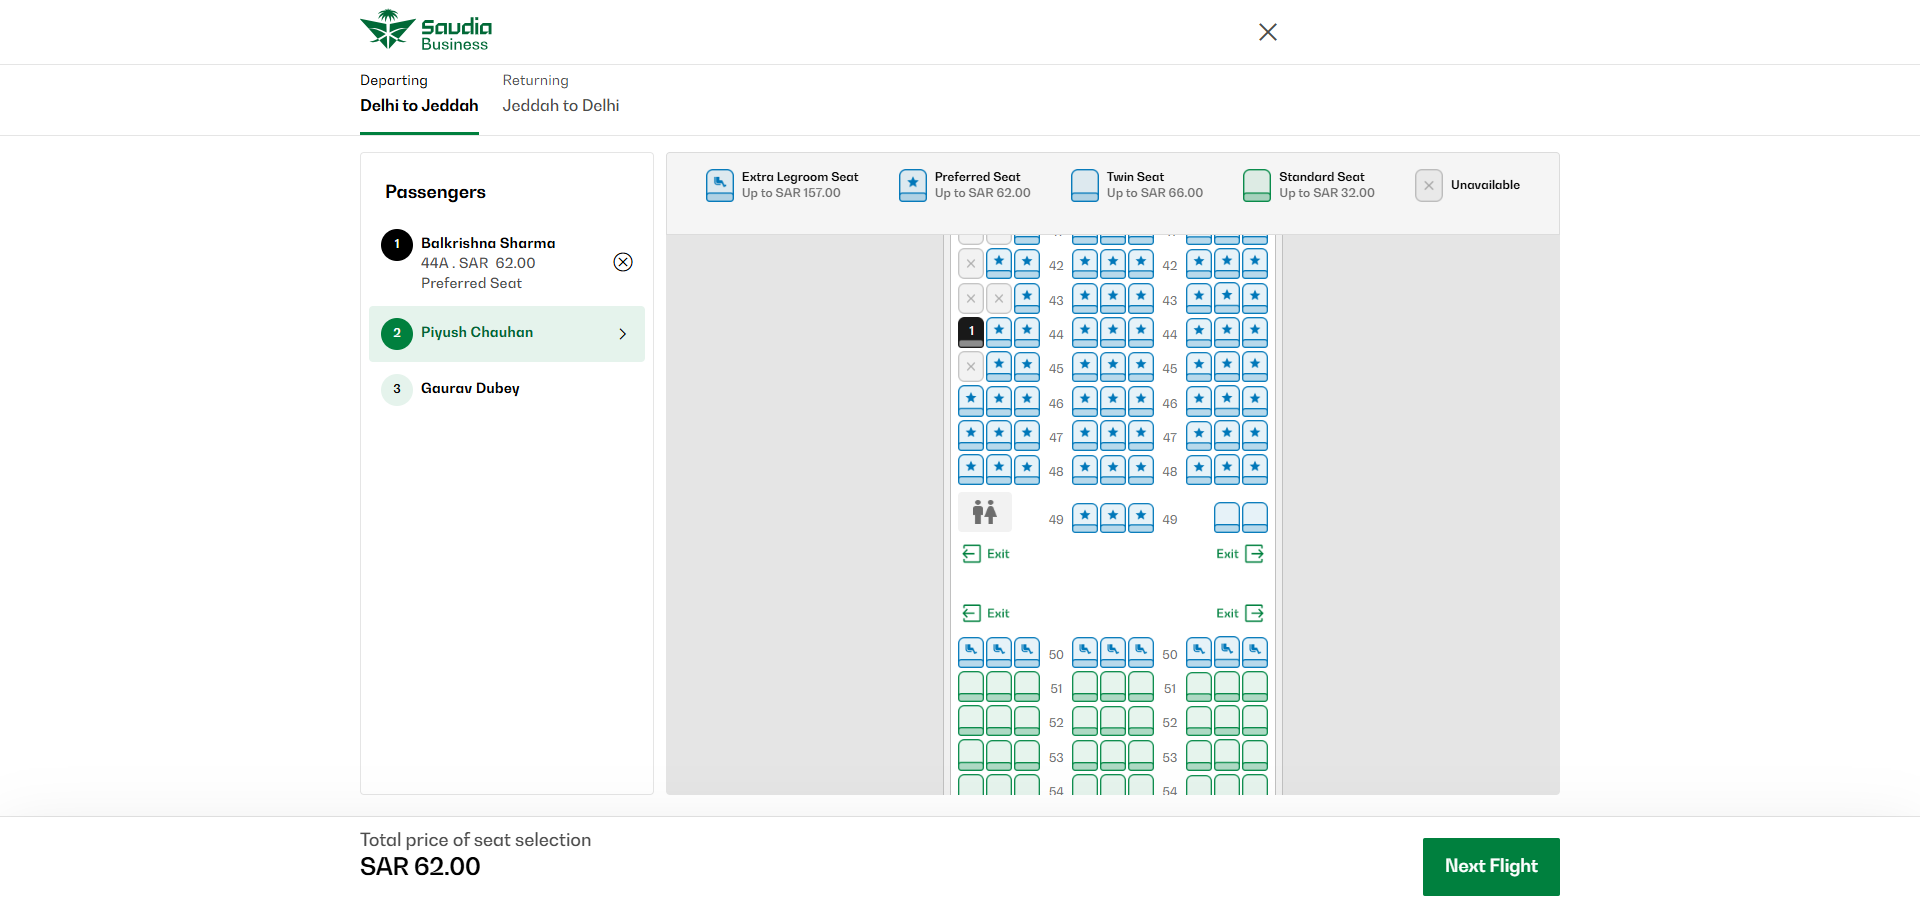 Saudia
Business
Departing
Delhi to Jeddah
Returning
Jeddah to Delhi
Passengers
1
Balkrishna Sharma
44A . SAR 62.00
Preferred Seat
2
Piyush Chauhan
3
Gaurav Dubey
Extra Legroom Seat
Up to SAR 157.00
Preferred Seat
Up to SAR 62.00
Twin Seat
Up to SAR 66.00
Standard Seat
Up to SAR 32.00
Unavailable
42 42
43 43
1 44 44
45 45
46 46
47 47
48 48
49 49
Exit Exit
Exit Exit
50 50
51 51
52 52
53 53
54 54
Total price of seat selection
SAR 62.00
Next Flight